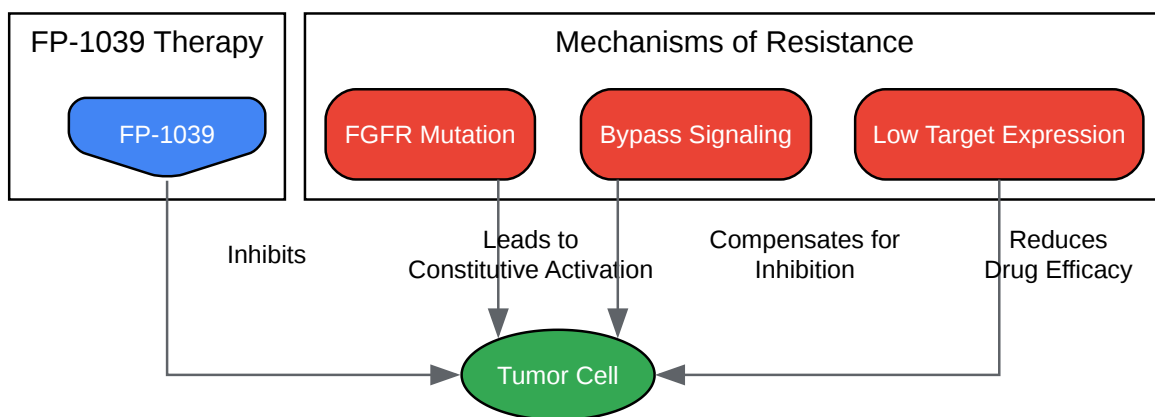 FP-1039 Therapy
Mechanisms of Resistance
FP-1039
FGFR Mutation
Bypass Signaling
Low Target Expression
Inhibits
Leads to
Constitutive Activation
Compensates for
Inhibition
Reduces
Drug Efficacy
Tumor Cell